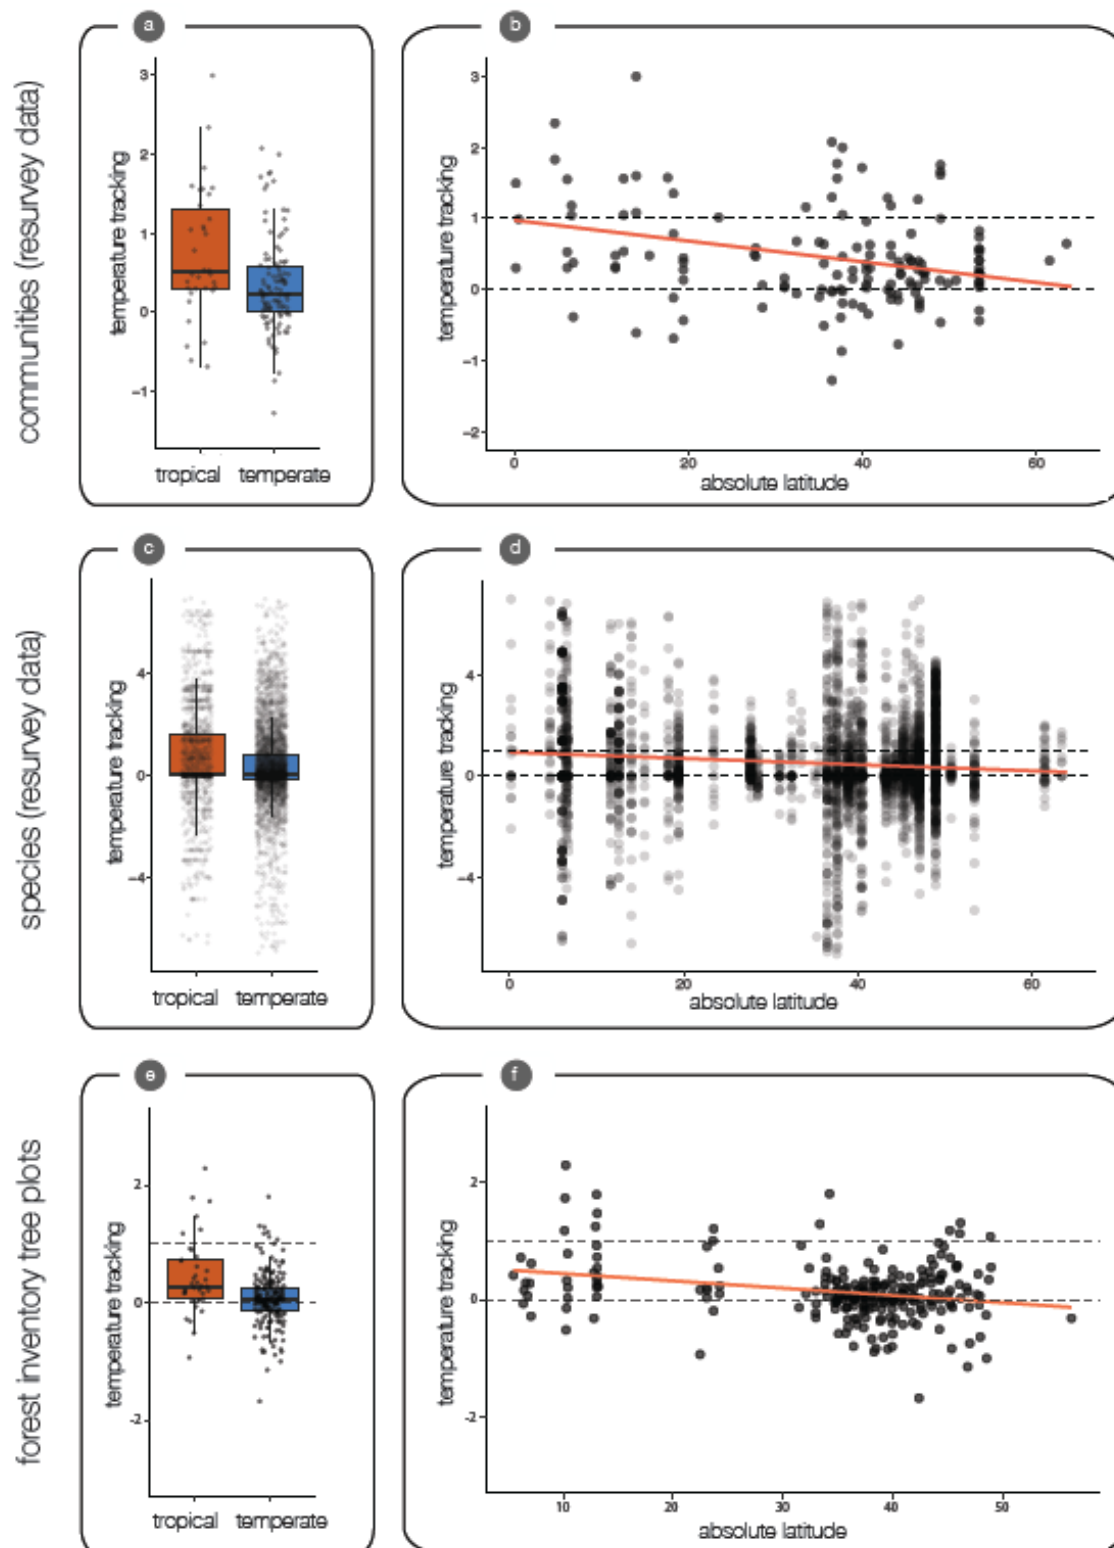 communities (resurvey data)
a
temperature tracking
3
2
1
0
−1
tropical
temperate
b
temperature tracking
3
2
1
0
−1
−2
0
20
40
60
absolute latitude
species (resurvey data)
c
temperature tracking
4
0
−4
tropical
temperate
d
temperature tracking
4
0
−4
0
20
40
60
absolute latitude
forest inventory tree plots
e
temperature tracking
2
1
0
-2
tropical
temperate
f
temperature tracking
2
1
0
-2
10
20
30
40
50
absolute latitude